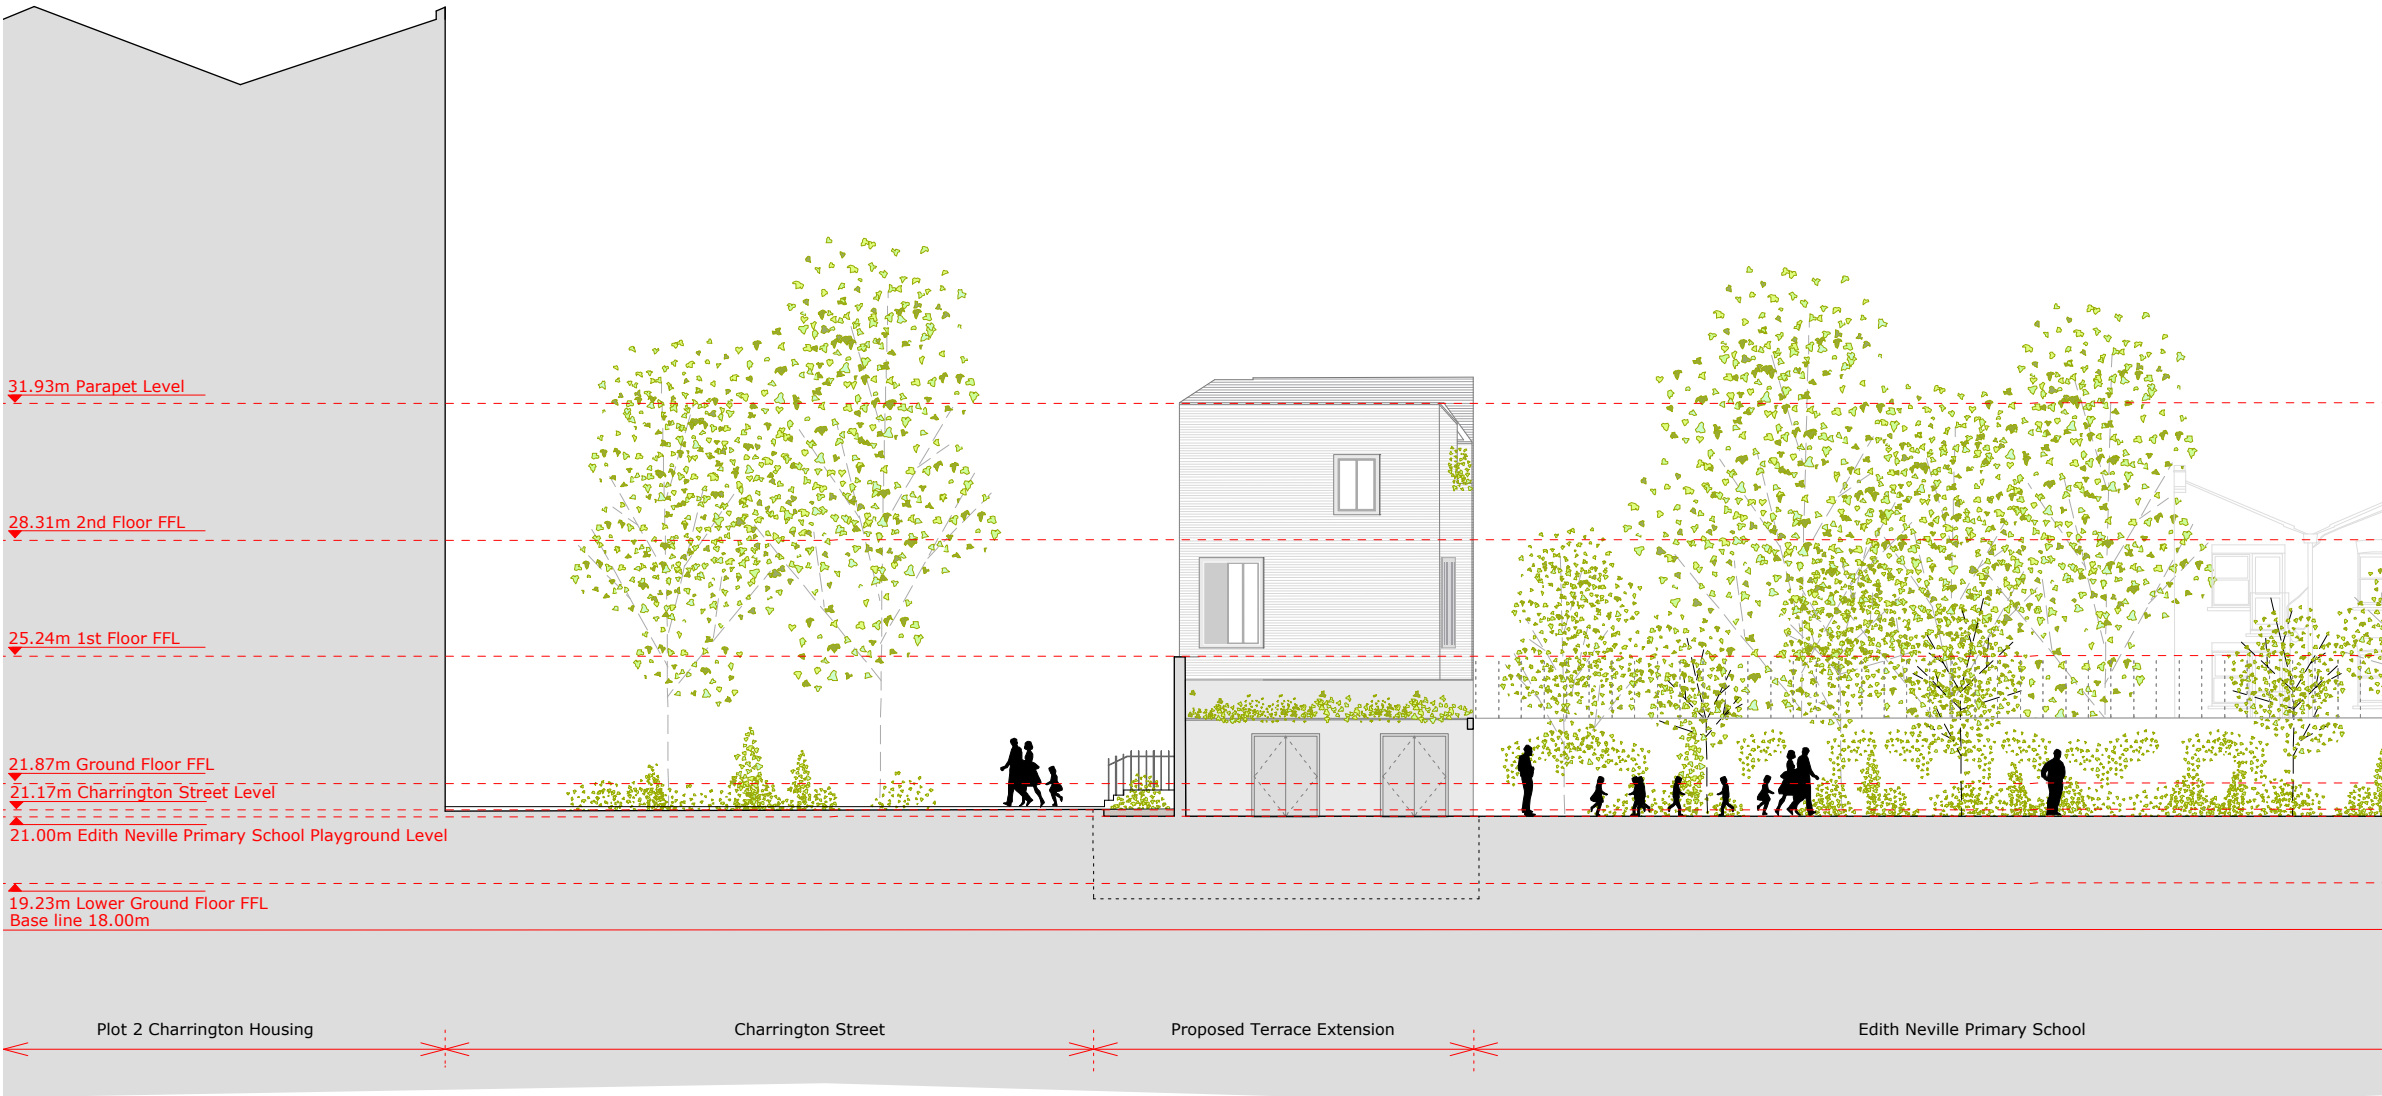 31.93m Parapet Level
28.31m 2nd Floor FFL
25.24m 1st Floor FFL
21.87m Ground Floor FFL
21.17m Charrington Street Level
21.00m Edith Neville Primary School Playground Level
19.23m Lower Ground Floor FFL
Base line 18.00m
Plot 2 Charrington Housing
Charrington Street
Proposed Terrace Extension
Edith Neville Primary School